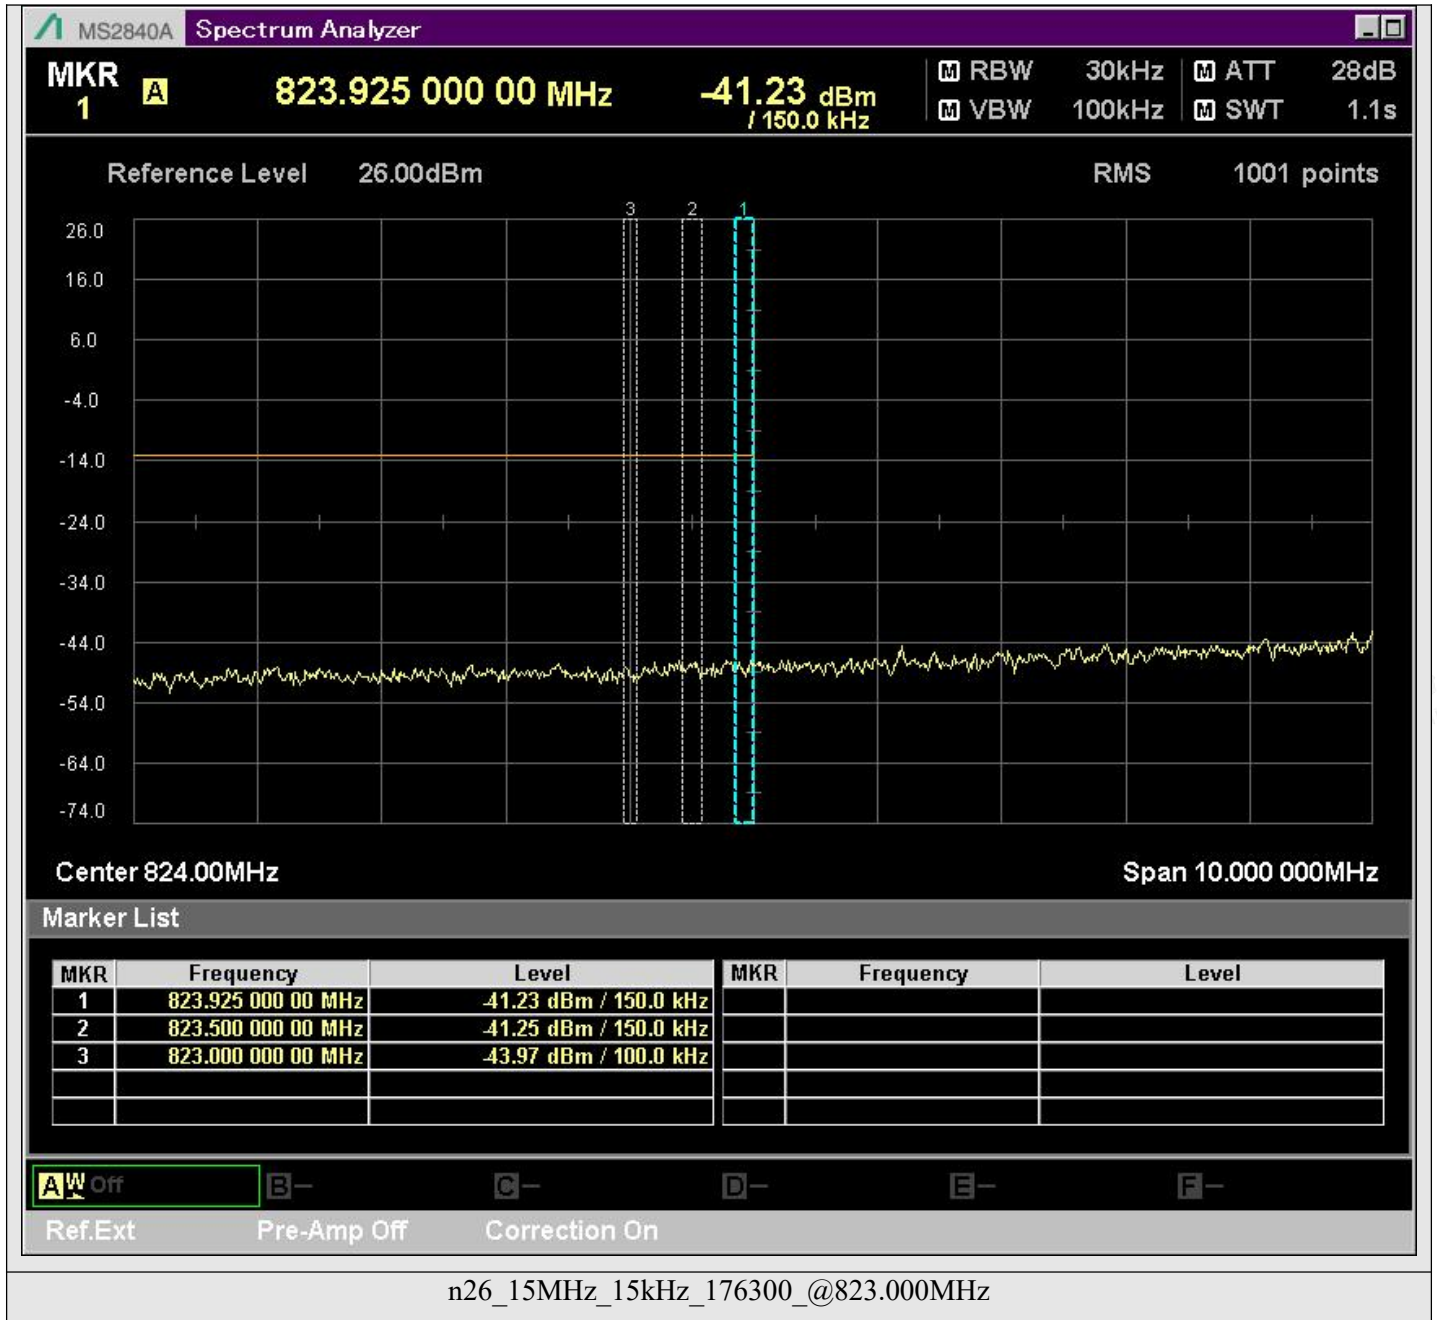 MS2840A Spectrum Analyzer
MKR 1 A 823.925 000 00 MHz -41.23 dBm / 150.0 kHz
M RBW 30kHz M ATT 28dB
M VBW 100kHz M SWT 1.1s
Reference Level 26.00dBm RMS 1001 points
3 2 1
26.0
16.0
6.0
-4.0
-14.0
-24.0
-34.0
-44.0
-54.0
-64.0
-74.0
Center 824.00MHz Span 10.000 000MHz
Marker List
MKR Frequency Level MKR Frequency Level
1 823.925 000 00 MHz -41.23 dBm / 150.0 kHz
2 823.500 000 00 MHz -41.25 dBm / 150.0 kHz
3 823.000 000 00 MHz -43.97 dBm / 100.0 kHz
A W Off B- C- D- E- F-
Ref.Ext Pre-Amp Off Correction On
n26_15MHz_15kHz_176300_@823.000MHz